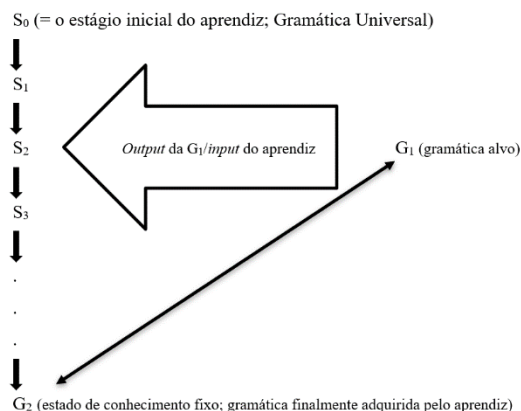 S₀ (= o estágio inicial do aprendiz; Gramática Universal)
S₁
S₂
Output da G₁/input do aprendiz
G₁ (gramática alvo)
S₃
.
.
.
G₂ (estado de conhecimento fixo; gramática finalmente adquirida pelo aprendiz)